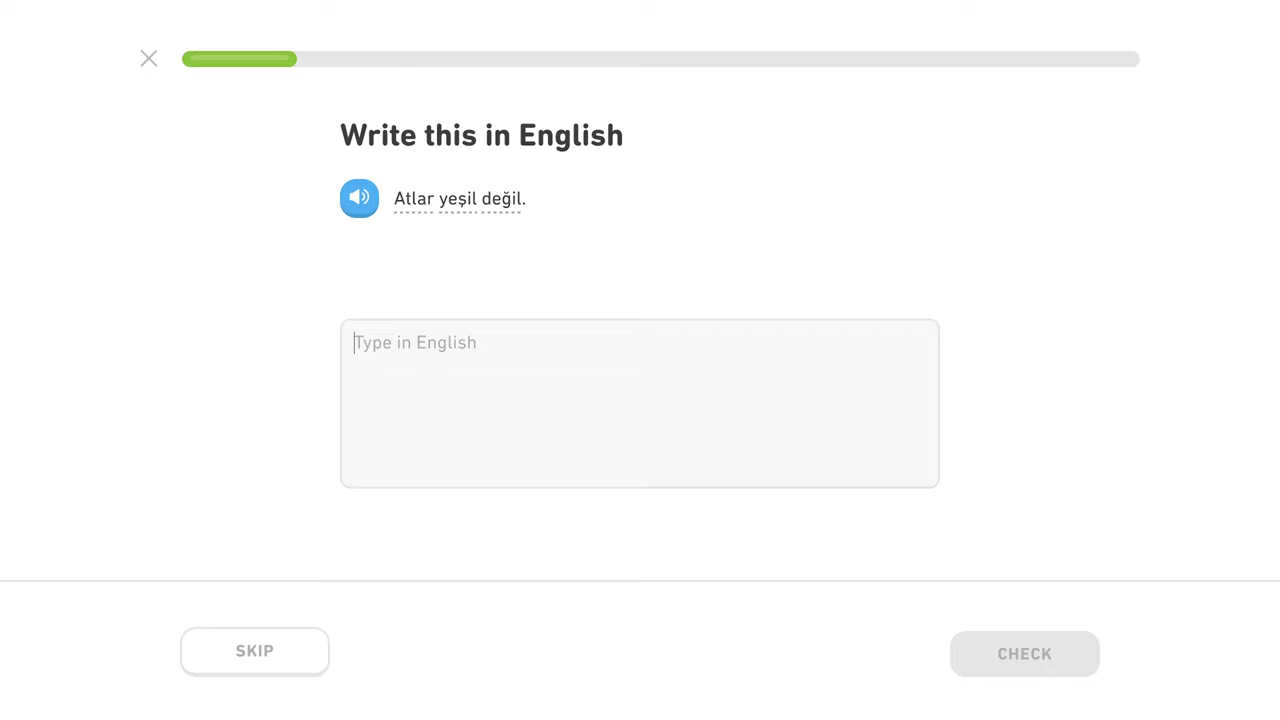 Write this in English
Atlar yeşil değil.
Type in English
SKIP
CHECK